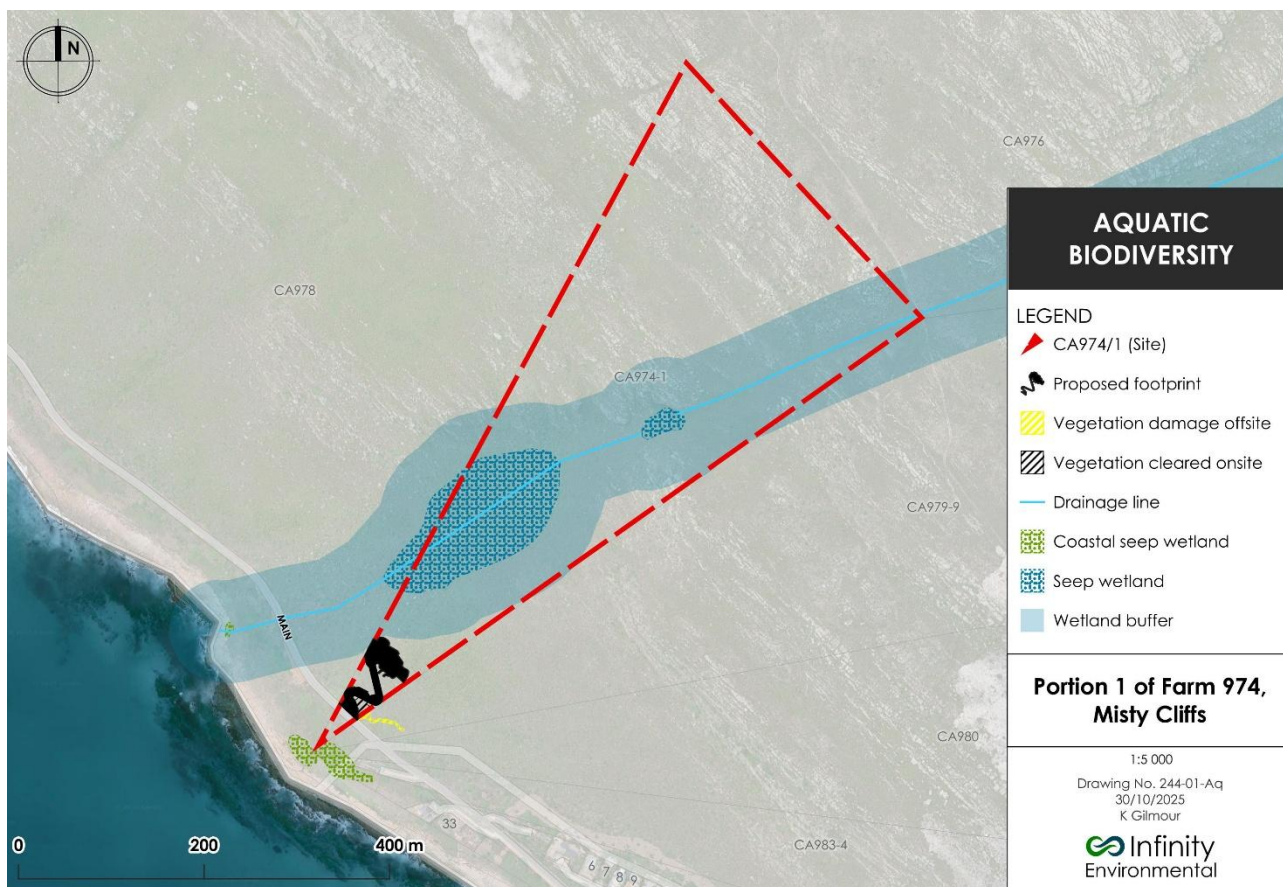 N
CA976
CA978
CA974-1
CA979-9
MAIN
CA980
33
CA983-4
6 7 8 9
0 200 400 m
AQUATIC
BIODIVERSITY
LEGEND
CA974/1 (Site)
Proposed footprint
Vegetation damage offsite
Vegetation cleared onsite
Drainage line
Coastal seep wetland
Seep wetland
Wetland buffer
Portion 1 of Farm 974,
Misty Cliffs
1:5 000
Drawing No. 244-01-Aq
30/10/2025
K Gilmour
Infinity
Environmental